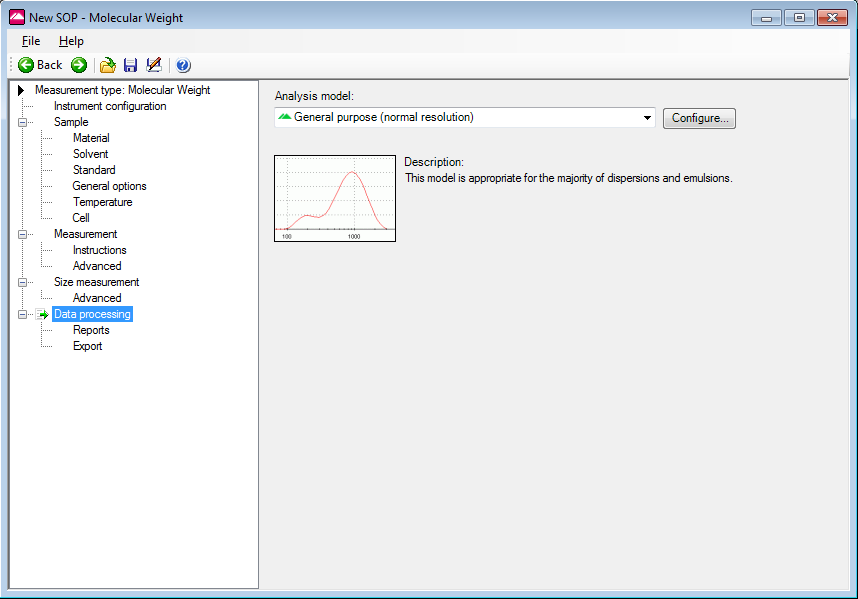 New SOP - Molecular Weight
File Help
Back
Measurement type: Molecular Weight
Instrument configuration
Sample
Material
Solvent
Standard
General options
Temperature
Cell
Measurement
Instructions
Advanced
Size measurement
Advanced
Data processing
Reports
Export
Analysis model:
General purpose (normal resolution)
Configure...
Description:
This model is appropriate for the majority of dispersions and emulsions.
100 1000